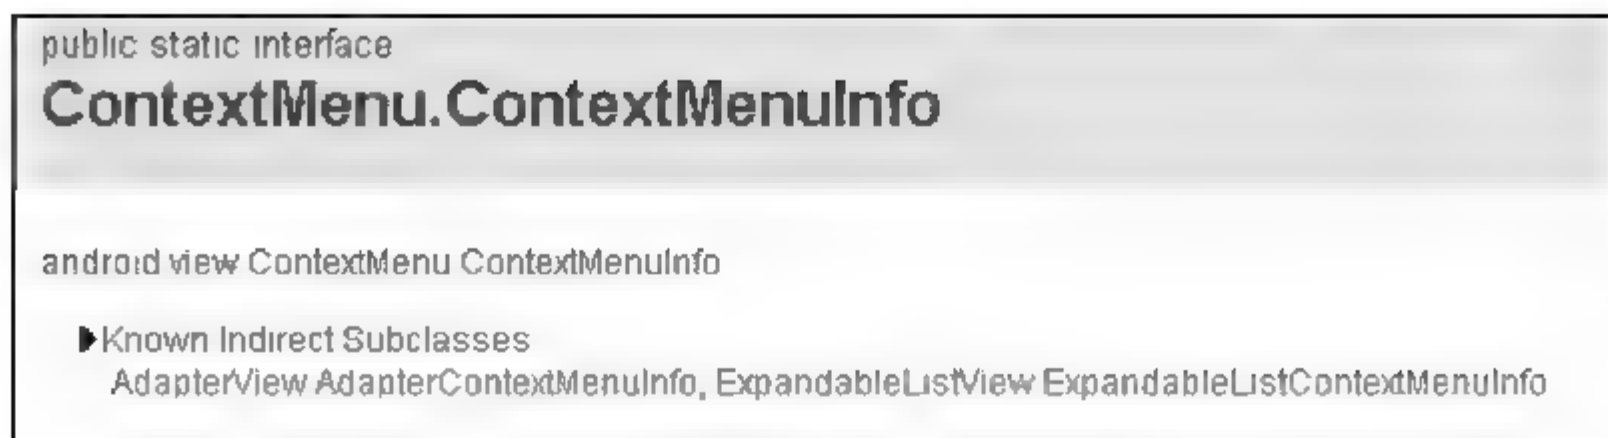 public static interface
ContextMenu.ContextMenuInfo
android view ContextMenu ContextMenuInfo
Known Indirect Subclasses
AdapterView AdapterContextMenuInfo, ExpandableListView ExpandableListContextMenuInfo